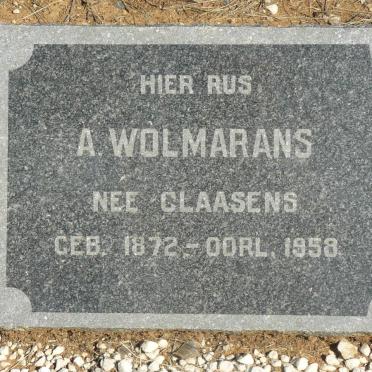 HIER RUS
A. WOLMARANS
NEE CLAASENS
GEB. 1872 - OORL. 1958